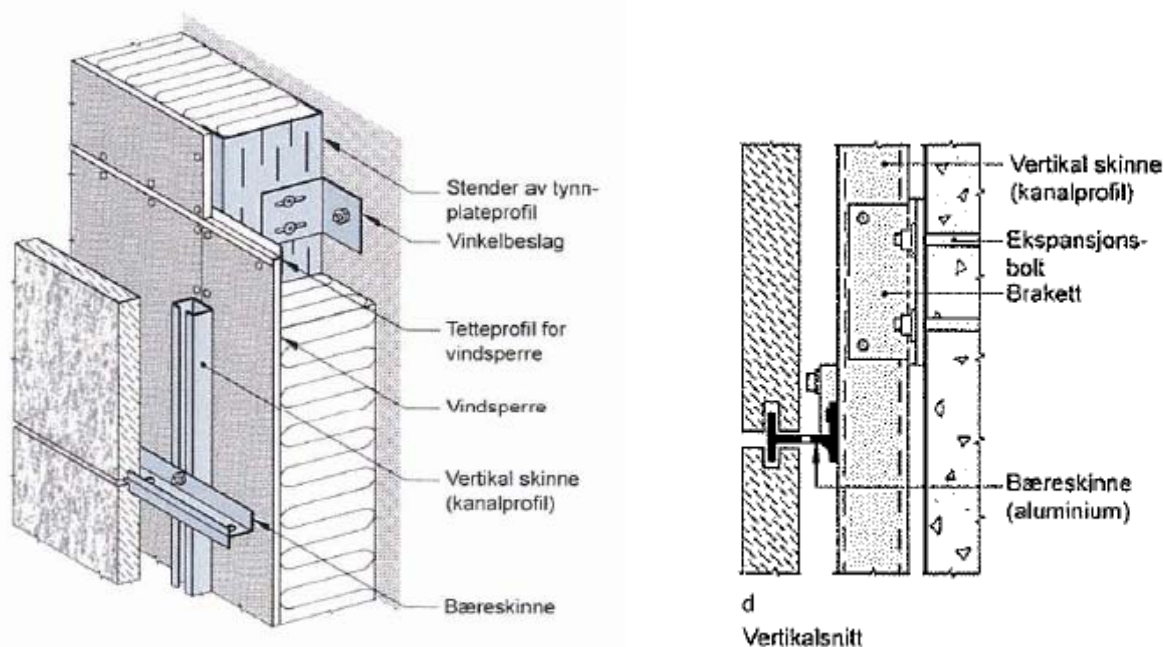 Stender av tynn-
plateprofil
Vinkelbeslag
Tetteprofil for
vindsperre
Vindsperre
Vertikal skinne
(kanalprofil)
Bæreskinne
Vertikal skinne
(kanalprofil)
Ekspansjons-
bolt
Brakett
Bæreskinne
(aluminium)
d
Vertikalsnitt